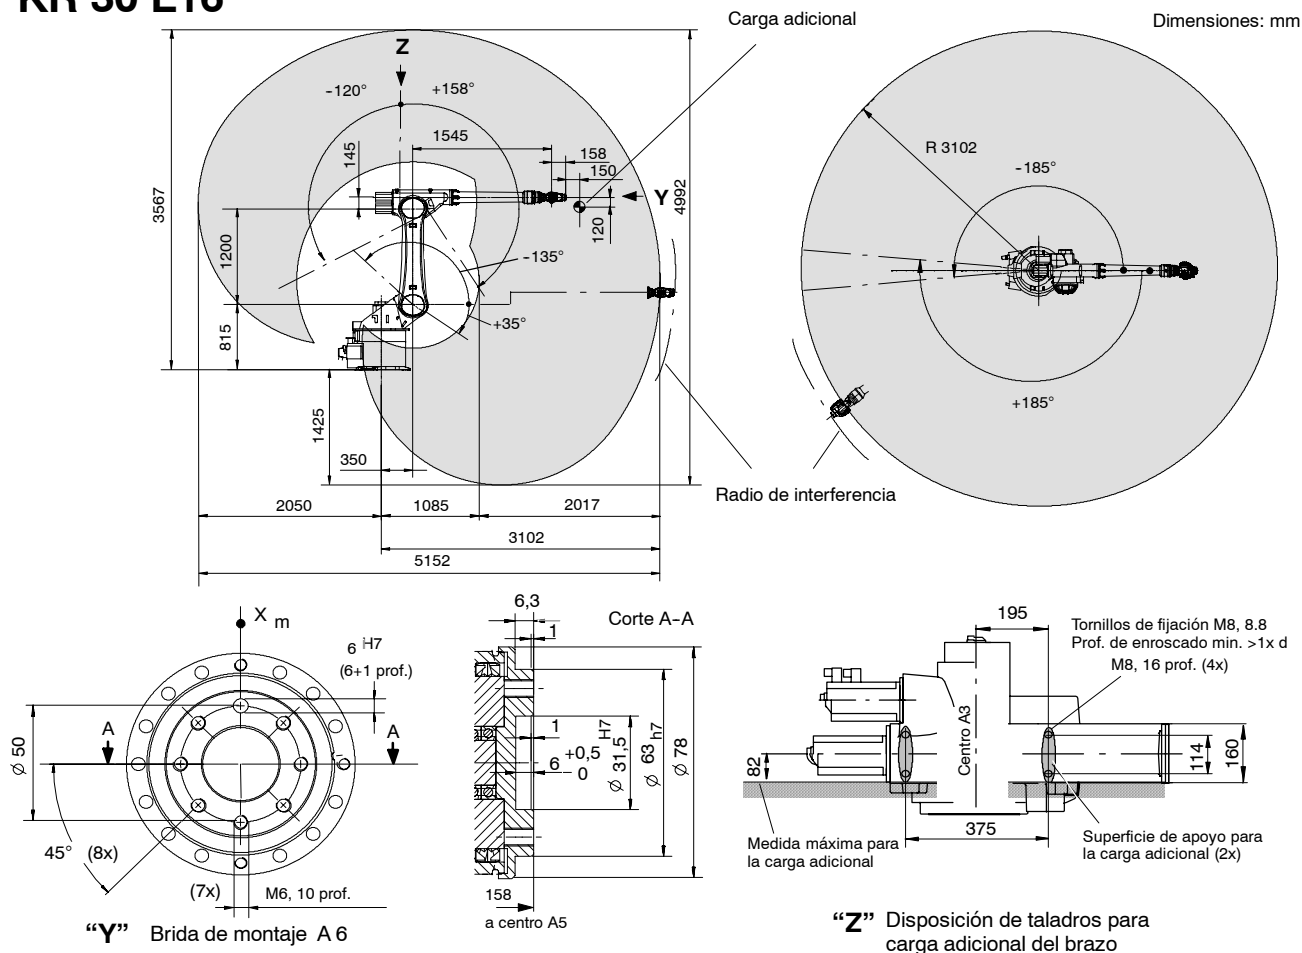 KR 30 L16
Carga adicional
Dimensiones: mm
Z
--120°
+158°
1545
145
158
150
Y
120
4992
3567
1200
815
--135°
+35°
1425
350
2050
1085
2017
3102
5152
R 3102
--185°
+185°
Radio de interferencia
X m
6 H7
(6+1 prof.)
A
A
Ø 50
45°
(8x)
(7x)
M6, 10 prof.
“Y” Brida de montaje A 6
6,3
Corte A--A
1
1
6 +0,5 0
Ø 31,5 H7
Ø 63 h7
Ø 78
158
a centro A5
195
Tornillos de fijación M8, 8.8
Prof. de enroscado min. >1x d
M8, 16 prof. (4x)
Centro A3
82
114
160
375
Medida máxima para
la carga adicional
Superficie de apoyo para
la carga adicional (2x)
“Z” Disposición de taladros para
carga adicional del brazo